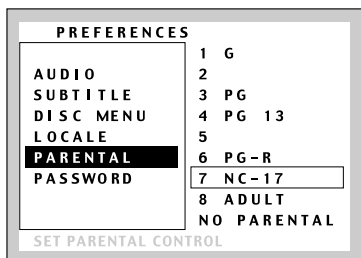 PREFERENCES
AUDIO
SUBTITLE
DISC MENU
LOCALE
PARENTAL
PASSWORD
1 G
2
3 PG
4 PG 13
5
6 PG-R
7 NC-17
8 ADULT
NO PARENTAL
SET PARENTAL CONTROL